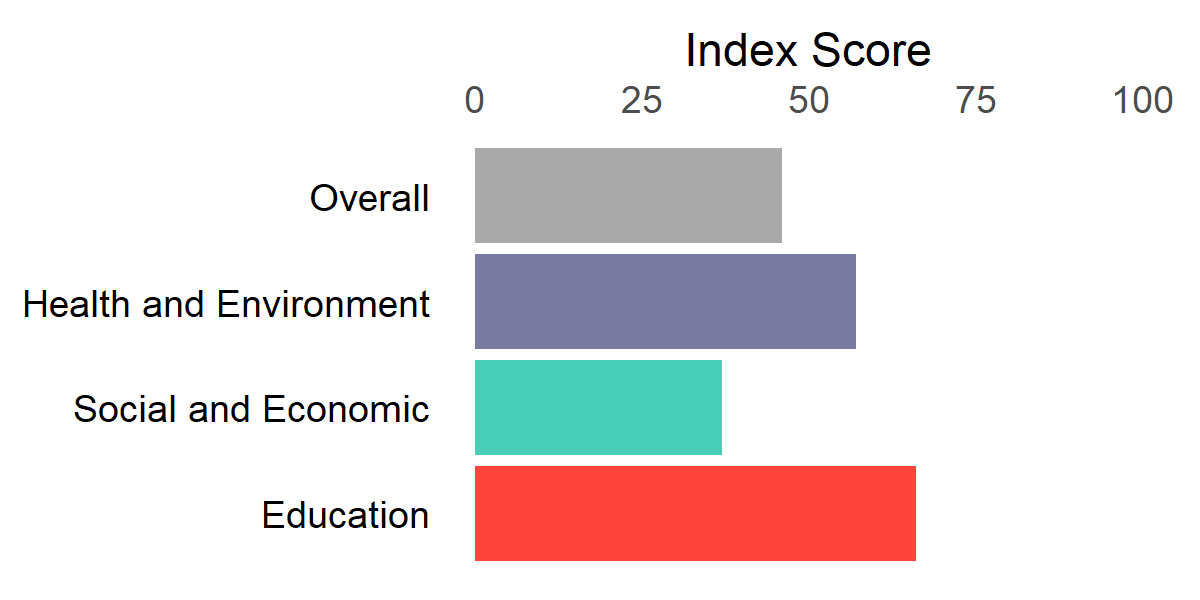 Index Score
0 25 50 75 100
Overall
Health and Environment
Social and Economic
Education